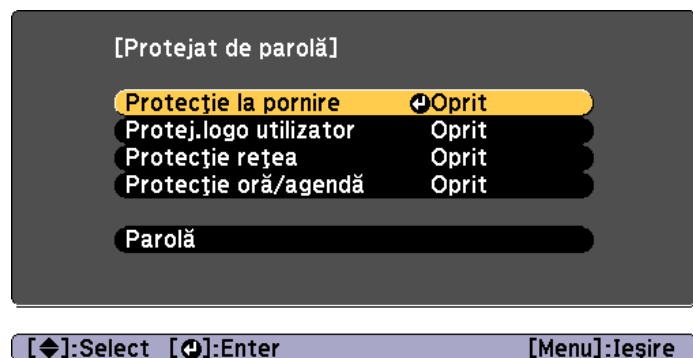 [Protejat de parolă]
Protecţie la pornire Oprit
Protej.logo utilizator Oprit
Protecţie reţea Oprit
Protecţie oră/agendă Oprit
Parolă
[◆]:Select [↵]:Enter [Menu]:Ieşire